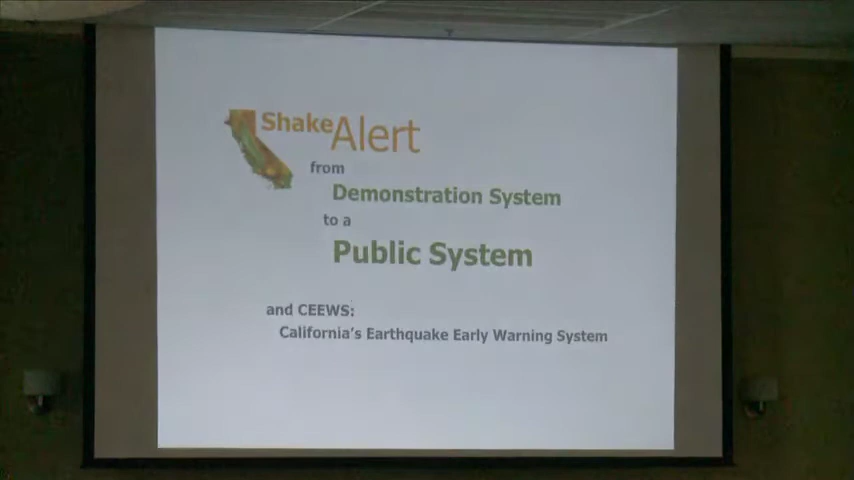 ShakeAlert
from
Demonstration System
to a
Public System
and CEEWS:
California's Earthquake Early Warning System